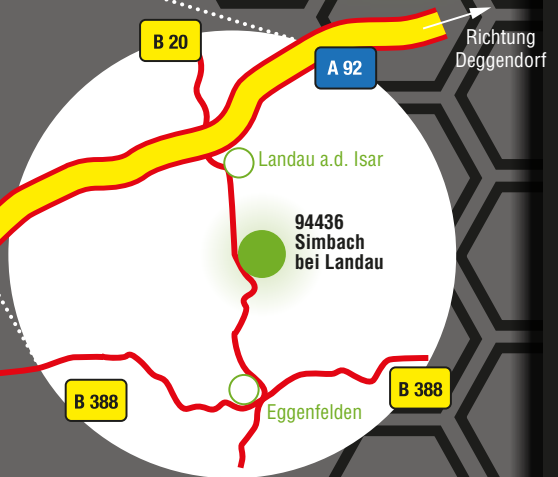 B 20
Richtung
Deggendorf
A 92
Landau a.d. Isar
94436
Simbach
bei Landau
B 388
B 388
Eggenfelden